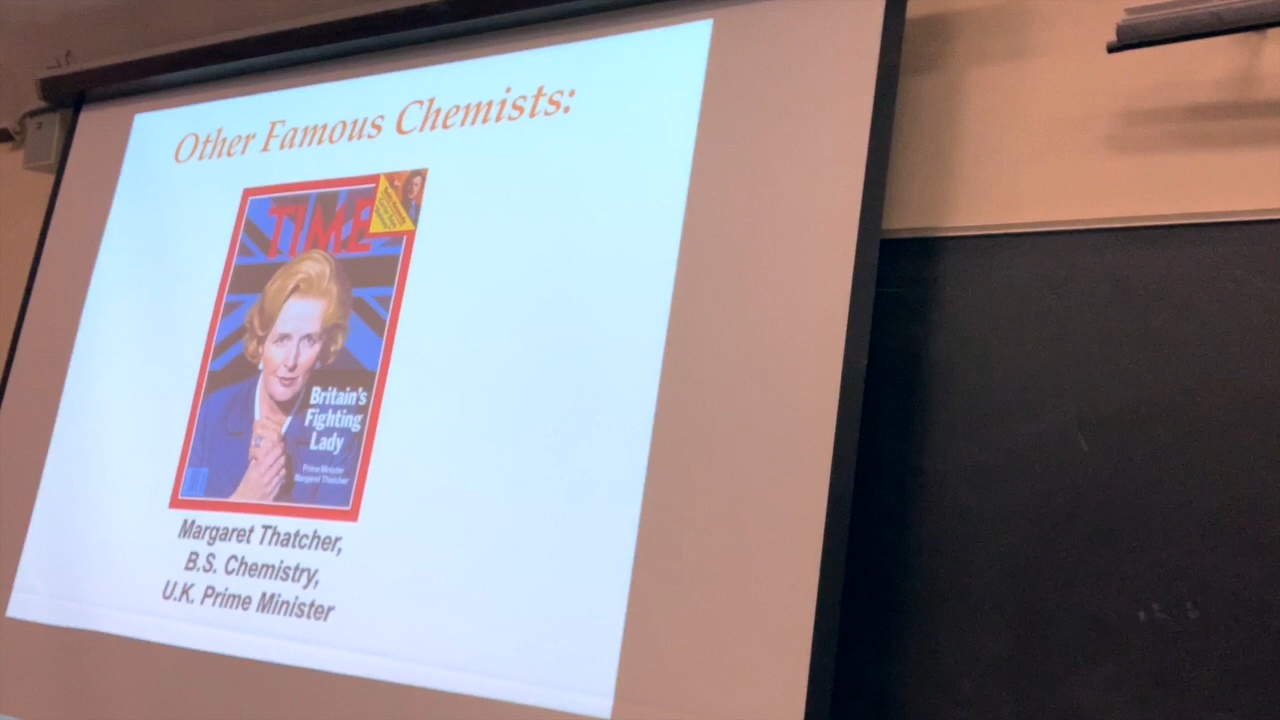 Other Famous Chemists:
TIME
Britain's
Fighting
Lady
Prime Minister
Margaret Thatcher
Margaret Thatcher,
B.S. Chemistry,
U.K. Prime Minister